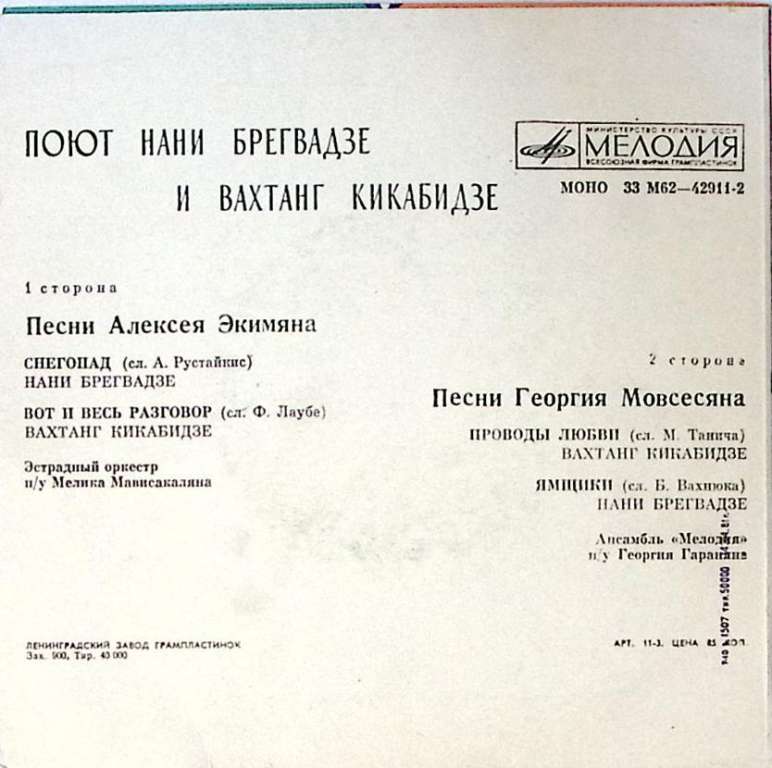 ПОЮТ НАНИ БРЕГВАДЗЕ
И ВАХТАНГ КИКАБИДЗЕ
МИНИСТЕРСТВО КУЛЬТУРЫ СССР
МЕЛОДИЯ
ВСЕСОЮЗНАЯ ФИРМА ГРАМПЛАСТИНОК
МОНО 33 М62—42911-2
1 сторона
Песни Алексея Экимяна
СНЕГОПАД (сл. А. Рустайкис)
НАНИ БРЕГВАДЗЕ
ВОТ И ВЕСЬ РАЗГОВОР (сл. Ф. Лаубе)
ВАХТАНГ КИКАБИДЗЕ
Эстрадный оркестр
п/у Мелика Мависакаляна
2 сторона
Песни Георгия Мовсесяна
ПРОВОДЫ ЛЮБВИ (сл. М. Танича)
ВАХТАНГ КИКАБИДЗЕ
ЯМЩИКИ (сл. Б. Вахнюка)
НАНИ БРЕГВАДЗЕ
Ансамбль «Мелодия»
п/у Георгия Гараняна
ЛЕНИНГРАДСКИЙ ЗАВОД ГРАМПЛАСТИНОК
Зак. 900, Тир. 43 000
АРТ. 11-3. ЦЕНА 85 КОП.
1507 тир. 50000